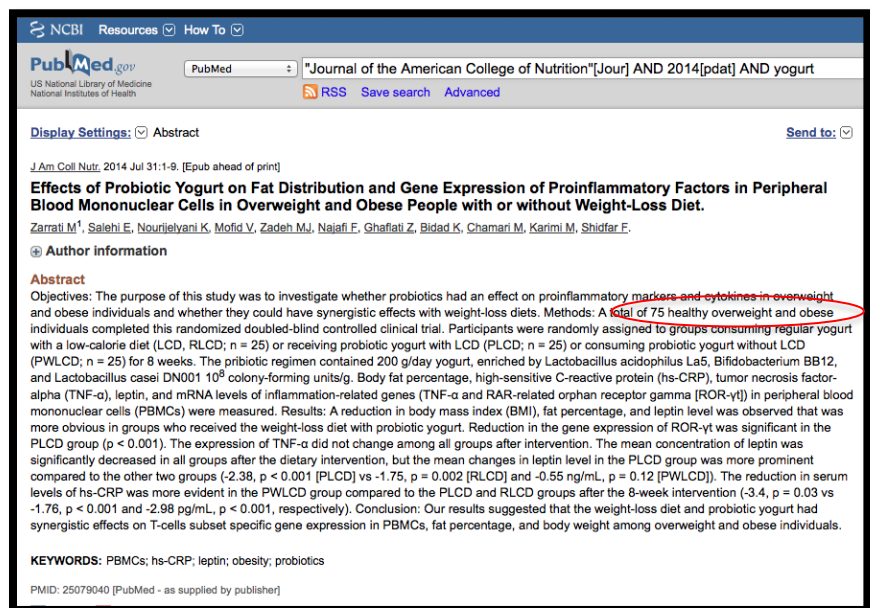 NCBI Resources How To
PubMed.gov
US National Library of Medicine
National Institutes of Health
PubMed
"Journal of the American College of Nutrition"[Jour] AND 2014[pdat] AND yogurt
RSS Save search Advanced
Display Settings: Abstract
Send to:
J Am Coll Nutr. 2014 Jul 31:1-9. [Epub ahead of print]
Effects of Probiotic Yogurt on Fat Distribution and Gene Expression of Proinflammatory Factors in Peripheral
Blood Mononuclear Cells in Overweight and Obese People with or without Weight-Loss Diet.
Zarrati M1, Salehi E, Nourijelyani K, Mofid V, Zadeh MJ, Najafi F, Ghaflati Z, Bidad K, Chamari M, Karimi M, Shidfar F.
Author information
Abstract
Objectives: The purpose of this study was to investigate whether probiotics had an effect on proinflammatory markers and cytokines in overweight
and obese individuals and whether they could have synergistic effects with weight-loss diets. Methods: A total of 75 healthy overweight and obese
individuals completed this randomized doubled-blind controlled clinical trial. Participants were randomly assigned to groups consuming regular yogurt
with a low-calorie diet (LCD, RLCD; n = 25) or receiving probiotic yogurt with LCD (PLCD; n = 25) or consuming probiotic yogurt without LCD
(PWLCD; n = 25) for 8 weeks. The pribiotic regimen contained 200 g/day yogurt, enriched by Lactobacillus acidophilus La5, Bifidobacterium BB12,
and Lactobacillus casei DN001 10⁸ colony-forming units/g. Body fat percentage, high-sensitive C-reactive protein (hs-CRP), tumor necrosis factor-
alpha (TNF-α), leptin, and mRNA levels of inflammation-related genes (TNF-α and RAR-related orphan receptor gamma [ROR-γt]) in peripheral blood
mononuclear cells (PBMCs) were measured. Results: A reduction in body mass index (BMI), fat percentage, and leptin level was observed that was
more obvious in groups who received the weight-loss diet with probiotic yogurt. Reduction in the gene expression of ROR-γt was significant in the
PLCD group (p < 0.001). The expression of TNF-α did not change among all groups after intervention. The mean concentration of leptin was
significantly decreased in all groups after the dietary intervention, but the mean changes in leptin level in the PLCD group was more prominent
compared to the other two groups (-2.38, p < 0.001 [PLCD] vs -1.75, p = 0.002 [RLCD] and -0.55 ng/mL, p = 0.12 [PWLCD]). The reduction in serum
levels of hs-CRP was more evident in the PWLCD group compared to the PLCD and RLCD groups after the 8-week intervention (-3.4, p = 0.03 vs
-1.76, p < 0.001 and -2.98 pg/mL, p < 0.001, respectively). Conclusion: Our results suggested that the weight-loss diet and probiotic yogurt had
synergistic effects on T-cells subset specific gene expression in PBMCs, fat percentage, and body weight among overweight and obese individuals.
KEYWORDS: PBMCs; hs-CRP; leptin; obesity; probiotics
PMID: 25079040 [PubMed - as supplied by publisher]